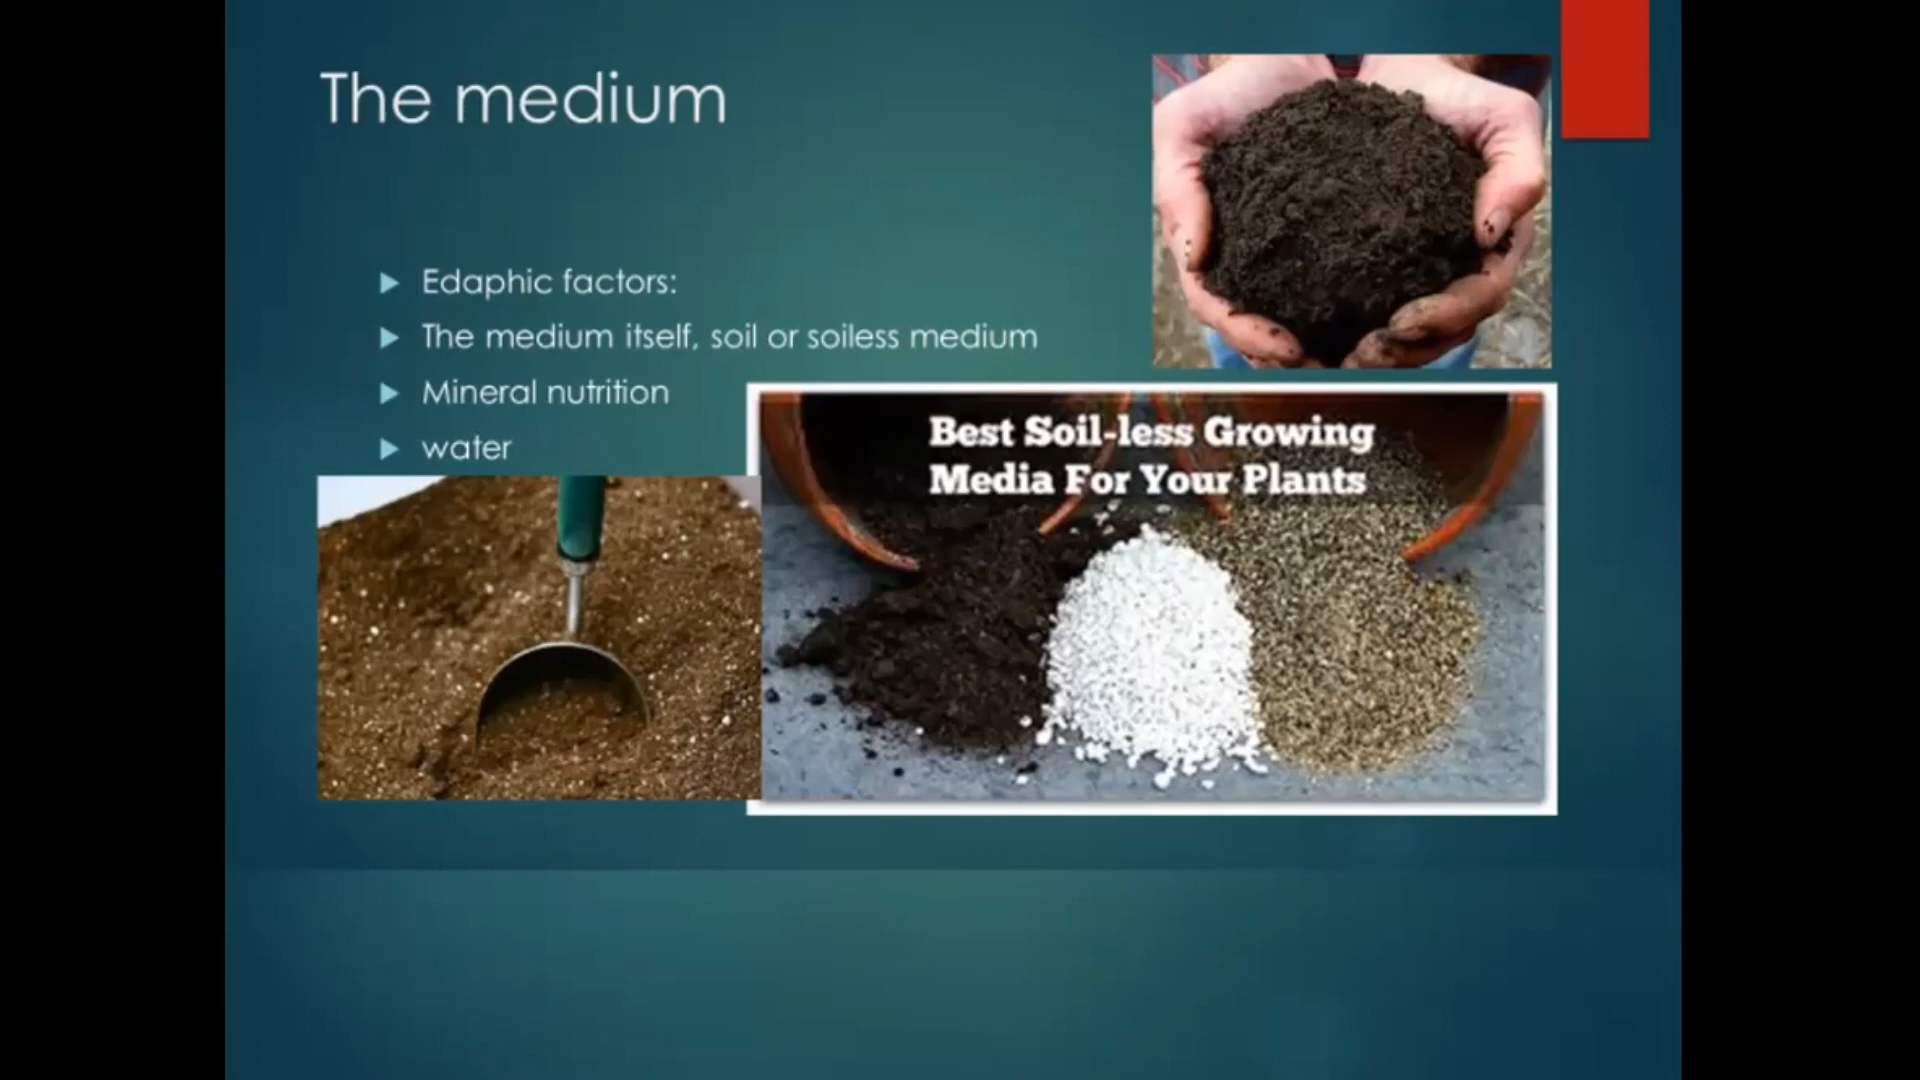 The medium
Edaphic factors:
The medium itself, soil or soiless medium
Mineral nutrition
water
Best Soil-less Growing
Media For Your Plants